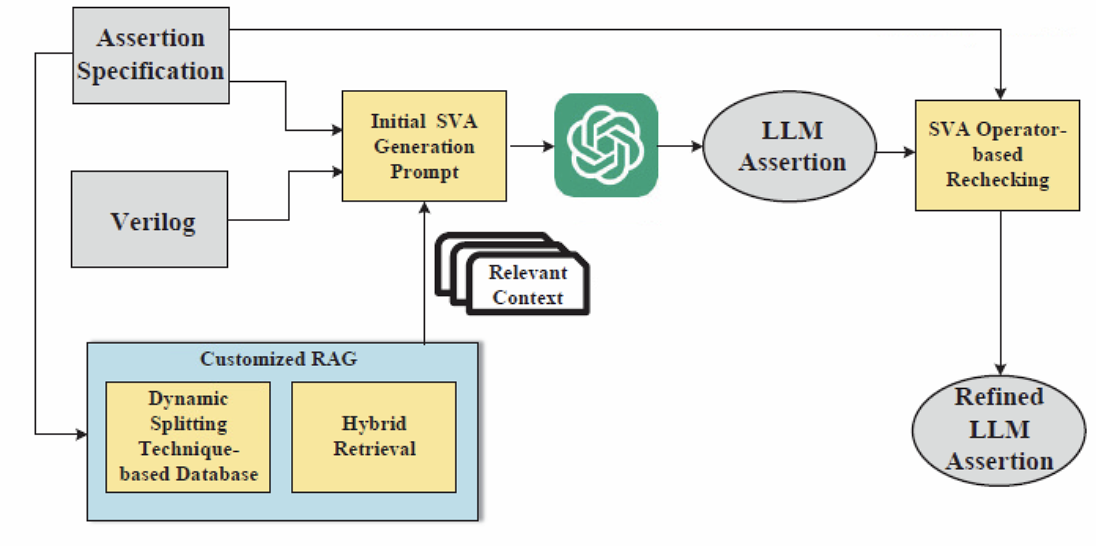 Assertion
Specification
Initial SVA
Generation
Prompt
LLM
Assertion
SVA Operator-
based
Rechecking
Verilog
Relevant
Context
Customized RAG
Dynamic
Splitting
Technique-
based Database
Hybrid
Retrieval
Refined
LLM
Assertion